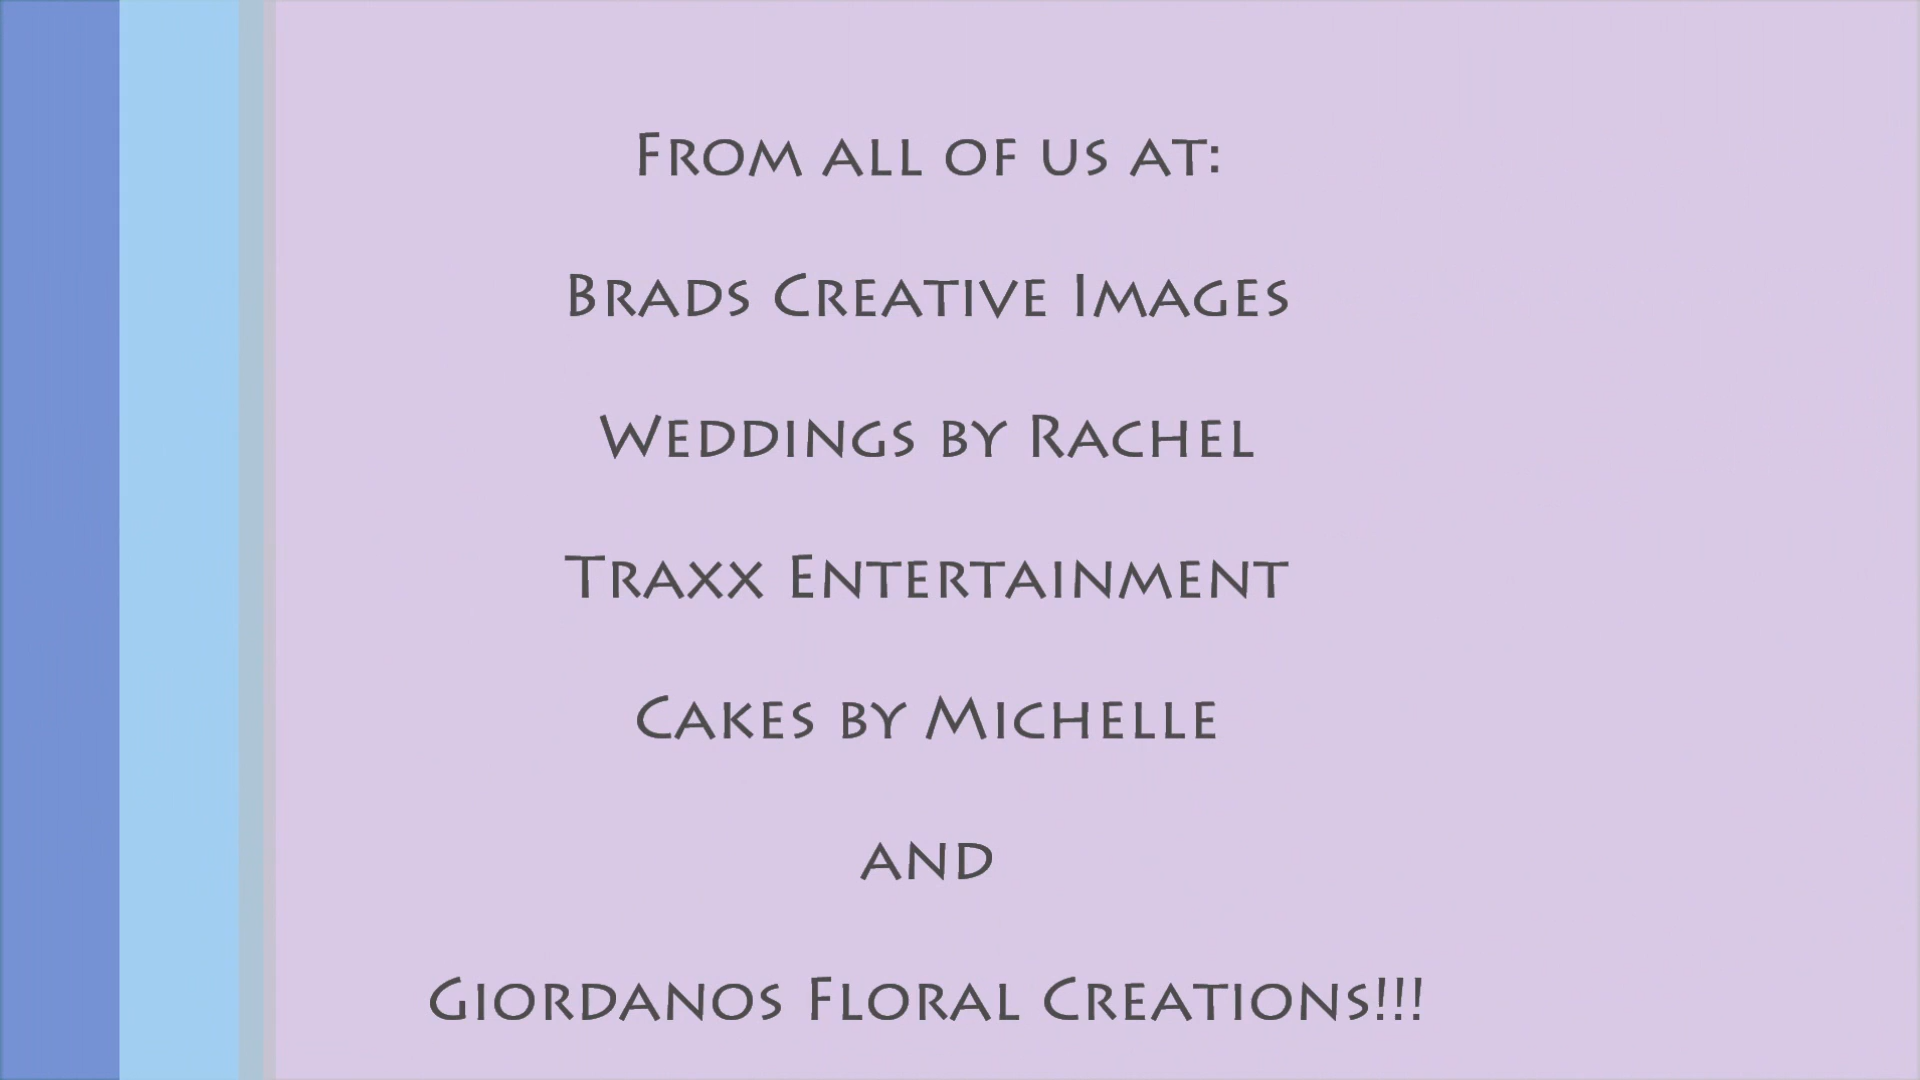 From all of us at:
Brads Creative Images
Weddings by Rachel
Traxx Entertainment
Cakes by Michelle
and
Giordanos Floral Creations!!!